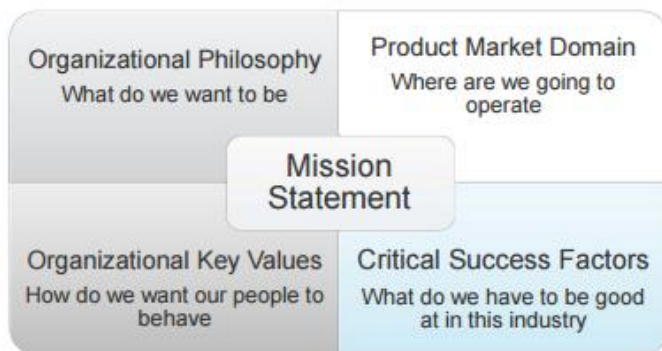 Organizational Philosophy
What do we want to be
Product Market Domain
Where are we going to
operate
Mission
Statement
Organizational Key Values
How do we want our people to
behave
Critical Success Factors
What do we have to be good
at in this industry